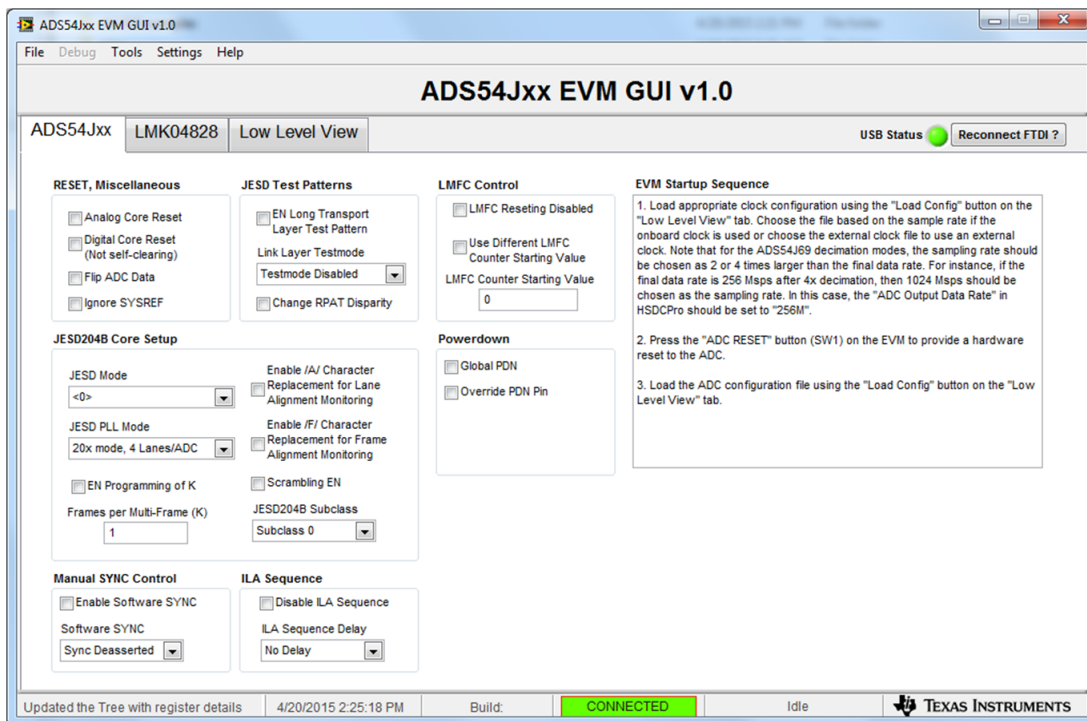 ADS54Jxx EVM GUI v1.0
File Debug Tools Settings Help
ADS54Jxx EVM GUI v1.0
ADS54Jxx LMK04828 Low Level View
USB Status Reconnect FTDI ?
RESET, Miscellaneous
Analog Core Reset
Digital Core Reset
(Not self-clearing)
Flip ADC Data
Ignore SYSREF
JESD Test Patterns
EN Long Transport
Layer Test Pattern
Link Layer Testmode
Testmode Disabled
Change RPAT Disparity
LMFC Control
LMFC Reseting Disabled
Use Different LMFC
Counter Starting Value
LMFC Counter Starting Value
0
EVM Startup Sequence
1. Load appropriate clock configuration using the "Load Config" button on the
"Low Level View" tab. Choose the file based on the sample rate if the
onboard clock is used or choose the external clock file to use an external
clock. Note that for the ADS54J69 decimation modes, the sampling rate should
be chosen as 2 or 4 times larger than the final data rate. For instance, if the
final data rate is 256 Msps after 4x decimation, then 1024 Msps should be
chosen as the sampling rate. In this case, the "ADC Output Data Rate" in
HSDCPro should be set to "256M".
2. Press the "ADC RESET" button (SW1) on the EVM to provide a hardware
reset to the ADC.
3. Load the ADC configuration file using the "Load Config" button on the "Low
Level View" tab.
JESD204B Core Setup
JESD Mode
<0>
JESD PLL Mode
20x mode, 4 Lanes/ADC
EN Programming of K
Frames per Multi-Frame (K)
1
Enable /A/ Character
Replacement for Lane
Alignment Monitoring
Enable /F/ Character
Replacement for Frame
Alignment Monitoring
Scrambling EN
JESD204B Subclass
Subclass 0
Powerdown
Global PDN
Override PDN Pin
Manual SYNC Control
Enable Software SYNC
Software SYNC
Sync Deasserted
ILA Sequence
Disable ILA Sequence
ILA Sequence Delay
No Delay
Updated the Tree with register details 4/20/2015 2:25:18 PM Build: CONNECTED Idle TEXAS INSTRUMENTS